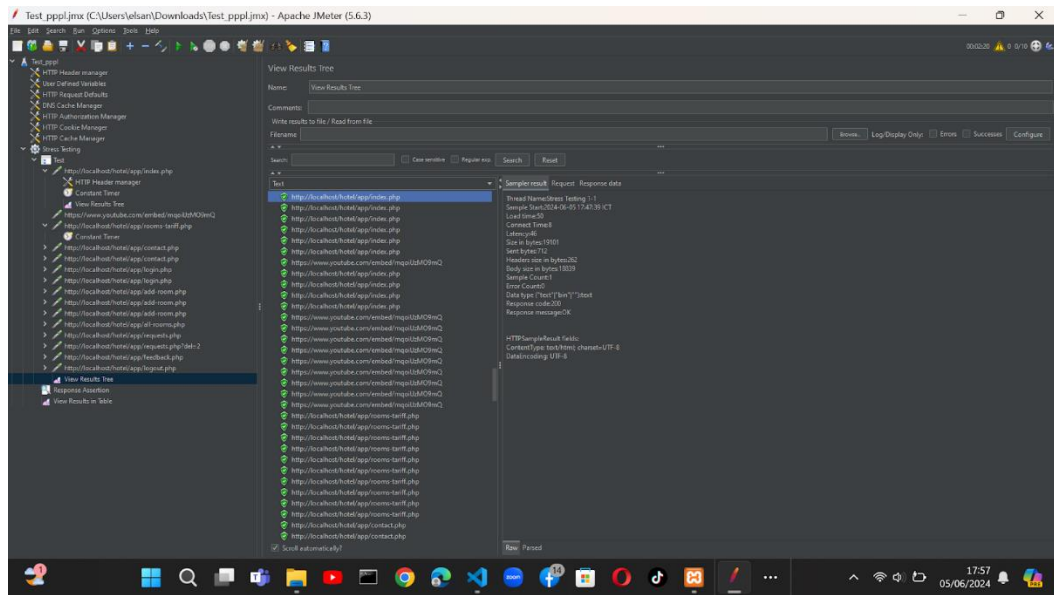 Test_pppl.jmx (C:\Users\elsan\Downloads\Test_pppl.jmx) - Apache JMeter (5.6.3)
File Edit Search Run Options Tools Help
00:02:20 0 0/10
Test_pppl
HTTP Header manager
User Defined Variables
HTTP Request Defaults
DNS Cache Manager
HTTP Authorization Manager
HTTP Cookie Manager
HTTP Cache Manager
Stress Testing
Test
http://localhost/hotel/app/index.php
HTTP Header manager
Constant Timer
View Results Tree
https://www.youtube.com/embed/
http://localhost/hotel/app/rooms-tariff.php
Constant Timer
http://localhost/hotel/app/contact.php
http://localhost/hotel/app/contact.php
http://localhost/hotel/app/login.php
http://localhost/hotel/app/login.php
http://localhost/hotel/app/add-room.php
http://localhost/hotel/app/add-room.php
http://localhost/hotel/app/add-room.php
http://localhost/hotel/app/all-rooms.php
http://localhost/hotel/app/requests.php
http://localhost/hotel/app/requests.php?del=2
http://localhost/hotel/app/feedback.php
http://localhost/hotel/app/logout.php
View Results Tree
Response Assertion
View Results in Table
View Results Tree
Name: View Results Tree
Comments:
Write results to file / Read from file
Filename Browse... Log/Display Only: Errors Successes Configure
Search: Case sensitive Regular exp. Search Reset
Text
http://localhost/hotel/app/index.php
http://localhost/hotel/app/index.php
http://localhost/hotel/app/index.php
http://localhost/hotel/app/index.php
http://localhost/hotel/app/index.php
http://localhost/hotel/app/index.php
https://www.youtube.com/embed/
http://localhost/hotel/app/index.php
http://localhost/hotel/app/index.php
http://localhost/hotel/app/index.php
http://localhost/hotel/app/index.php
https://www.youtube.com/embed/
https://www.youtube.com/embed/
https://www.youtube.com/embed/
https://www.youtube.com/embed/
https://www.youtube.com/embed/
https://www.youtube.com/embed/
https://www.youtube.com/embed/
https://www.youtube.com/embed/
https://www.youtube.com/embed/
http://localhost/hotel/app/rooms-tariff.php
http://localhost/hotel/app/rooms-tariff.php
http://localhost/hotel/app/rooms-tariff.php
http://localhost/hotel/app/rooms-tariff.php
http://localhost/hotel/app/rooms-tariff.php
http://localhost/hotel/app/rooms-tariff.php
http://localhost/hotel/app/rooms-tariff.php
http://localhost/hotel/app/rooms-tariff.php
http://localhost/hotel/app/rooms-tariff.php
http://localhost/hotel/app/rooms-tariff.php
http://localhost/hotel/app/contact.php
http://localhost/hotel/app/contact.php
Scroll automatically?
Sampler result Request Response data
Thread Name:Stress Testing 1-1
Sample Start:2024-06-05 17:47:39 ICT
Load time:50
Connect Time:8
Latency:46
Size in bytes:19101
Sent bytes:712
Headers size in bytes:262
Body size in bytes:18839
Sample Count:1
Error Count:0
Data type ("text"|"bin"|""):text
Response code:200
Response message:OK
HTTPSampleResult fields:
ContentType: text/html; charset=UTF-8
DataEncoding: UTF-8
Raw Parsed
1
zoom
14
17:57
05/06/2024
PRE